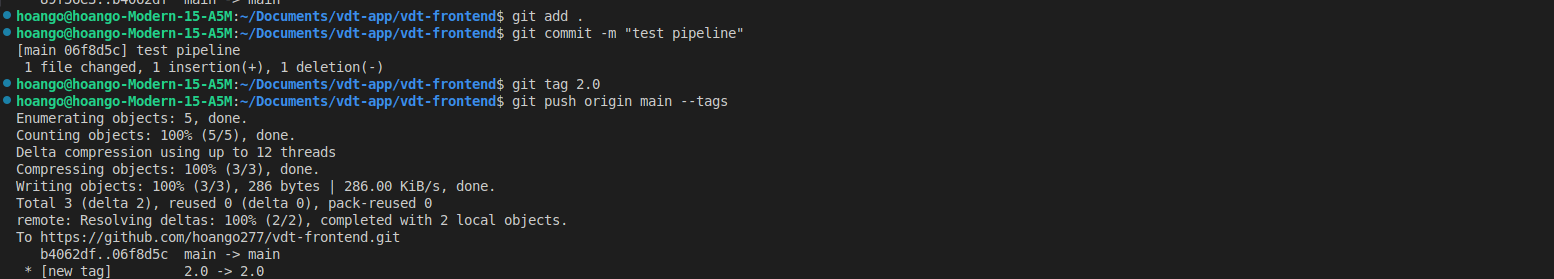 hoango@hoango-Modern-15-A5M:~/Documents/vdt-app/vdt-frontend$ git add .
hoango@hoango-Modern-15-A5M:~/Documents/vdt-app/vdt-frontend$ git commit -m "test pipeline"
[main 06f8d5c] test pipeline
 1 file changed, 1 insertion(+), 1 deletion(-)
hoango@hoango-Modern-15-A5M:~/Documents/vdt-app/vdt-frontend$ git tag 2.0
hoango@hoango-Modern-15-A5M:~/Documents/vdt-app/vdt-frontend$ git push origin main --tags
Enumerating objects: 5, done.
Counting objects: 100% (5/5), done.
Delta compression using up to 12 threads
Compressing objects: 100% (3/3), done.
Writing objects: 100% (3/3), 286 bytes | 286.00 KiB/s, done.
Total 3 (delta 2), reused 0 (delta 0), pack-reused 0
remote: Resolving deltas: 100% (2/2), completed with 2 local objects.
To https://github.com/hoango277/vdt-frontend.git
   b4062df..06f8d5c  main -> main
 * [new tag]         2.0 -> 2.0